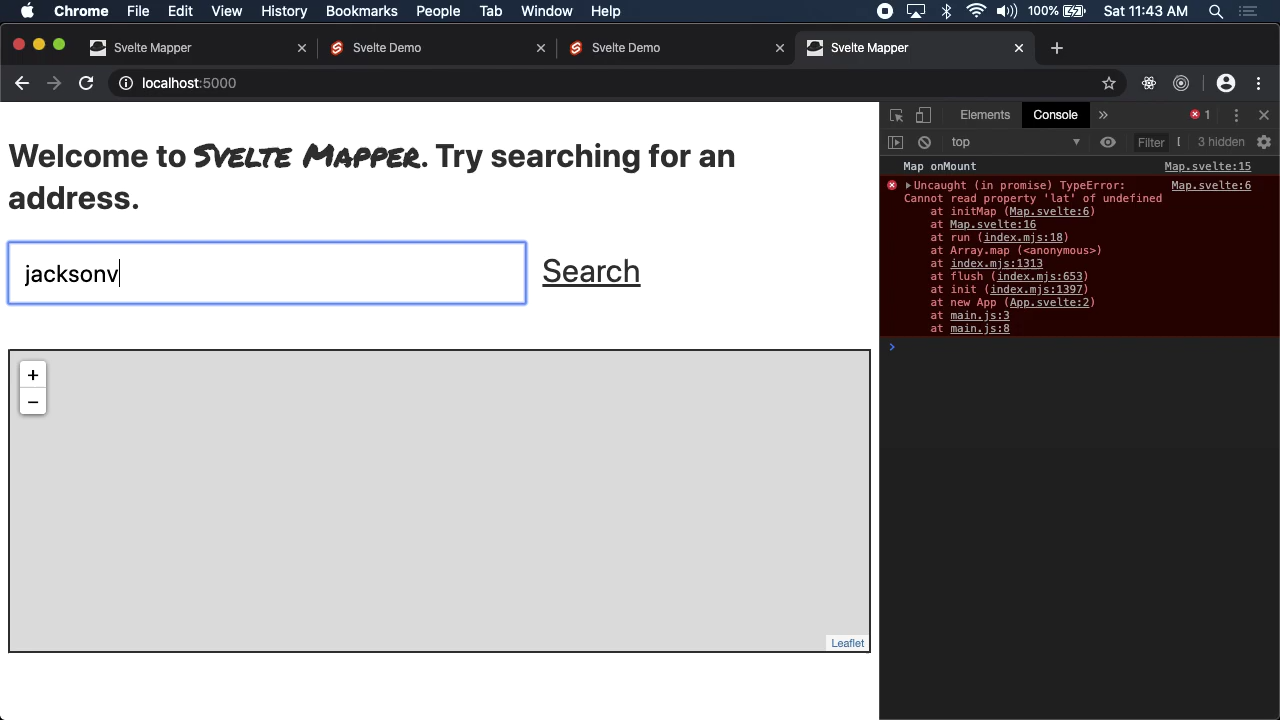 Chrome File Edit View History Bookmarks People Tab Window Help 100% Sat 11:43 AM
Svelte Mapper Svelte Demo Svelte Demo Svelte Mapper
localhost:5000
Elements Console » 1
top Filter 3 hidden
Welcome to Svelte Mapper. Try searching for an
address.
jacksonv Search
+
−
Leaflet
Map onMount Map.svelte:15
Uncaught (in promise) TypeError: Map.svelte:6
Cannot read property 'lat' of undefined
at initMap (Map.svelte:6)
at Map.svelte:16
at run (index.mjs:18)
at Array.map (<anonymous>)
at index.mjs:1313
at flush (index.mjs:653)
at init (index.mjs:1397)
at new App (App.svelte:2)
at main.js:3
at main.js:8